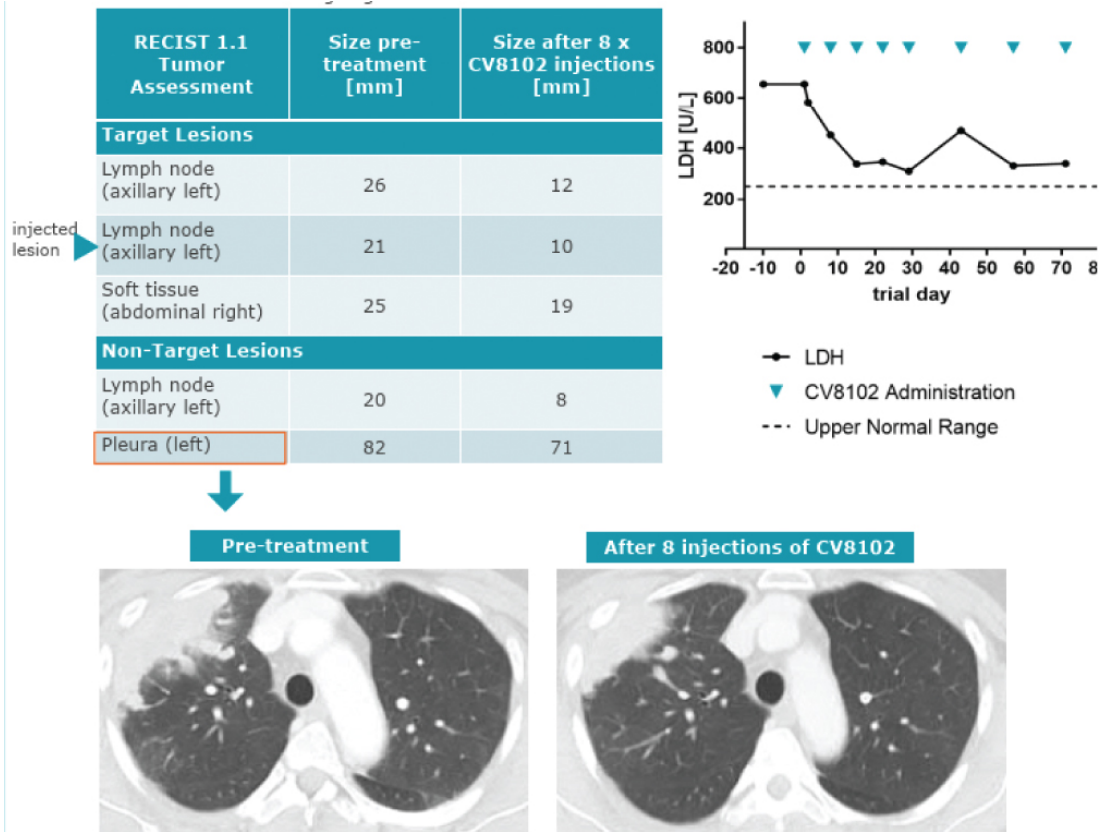 RECIST 1.1
Tumor
Assessment
Size pre-
treatment
[mm]
Size after 8 x
CV8102 injections
[mm]
Target Lesions
Lymph node
(axillary left)
26
12
injected
lesion
Lymph node
(axillary left)
21
10
Soft tissue
(abdominal right)
25
19
Non-Target Lesions
Lymph node
(axillary left)
20
8
Pleura (left)
82
71
LDH [U/L]
800
600
400
200
-20 -10 0 10 20 30 40 50 60 70 8
trial day
LDH
CV8102 Administration
Upper Normal Range
Pre-treatment
After 8 injections of CV8102